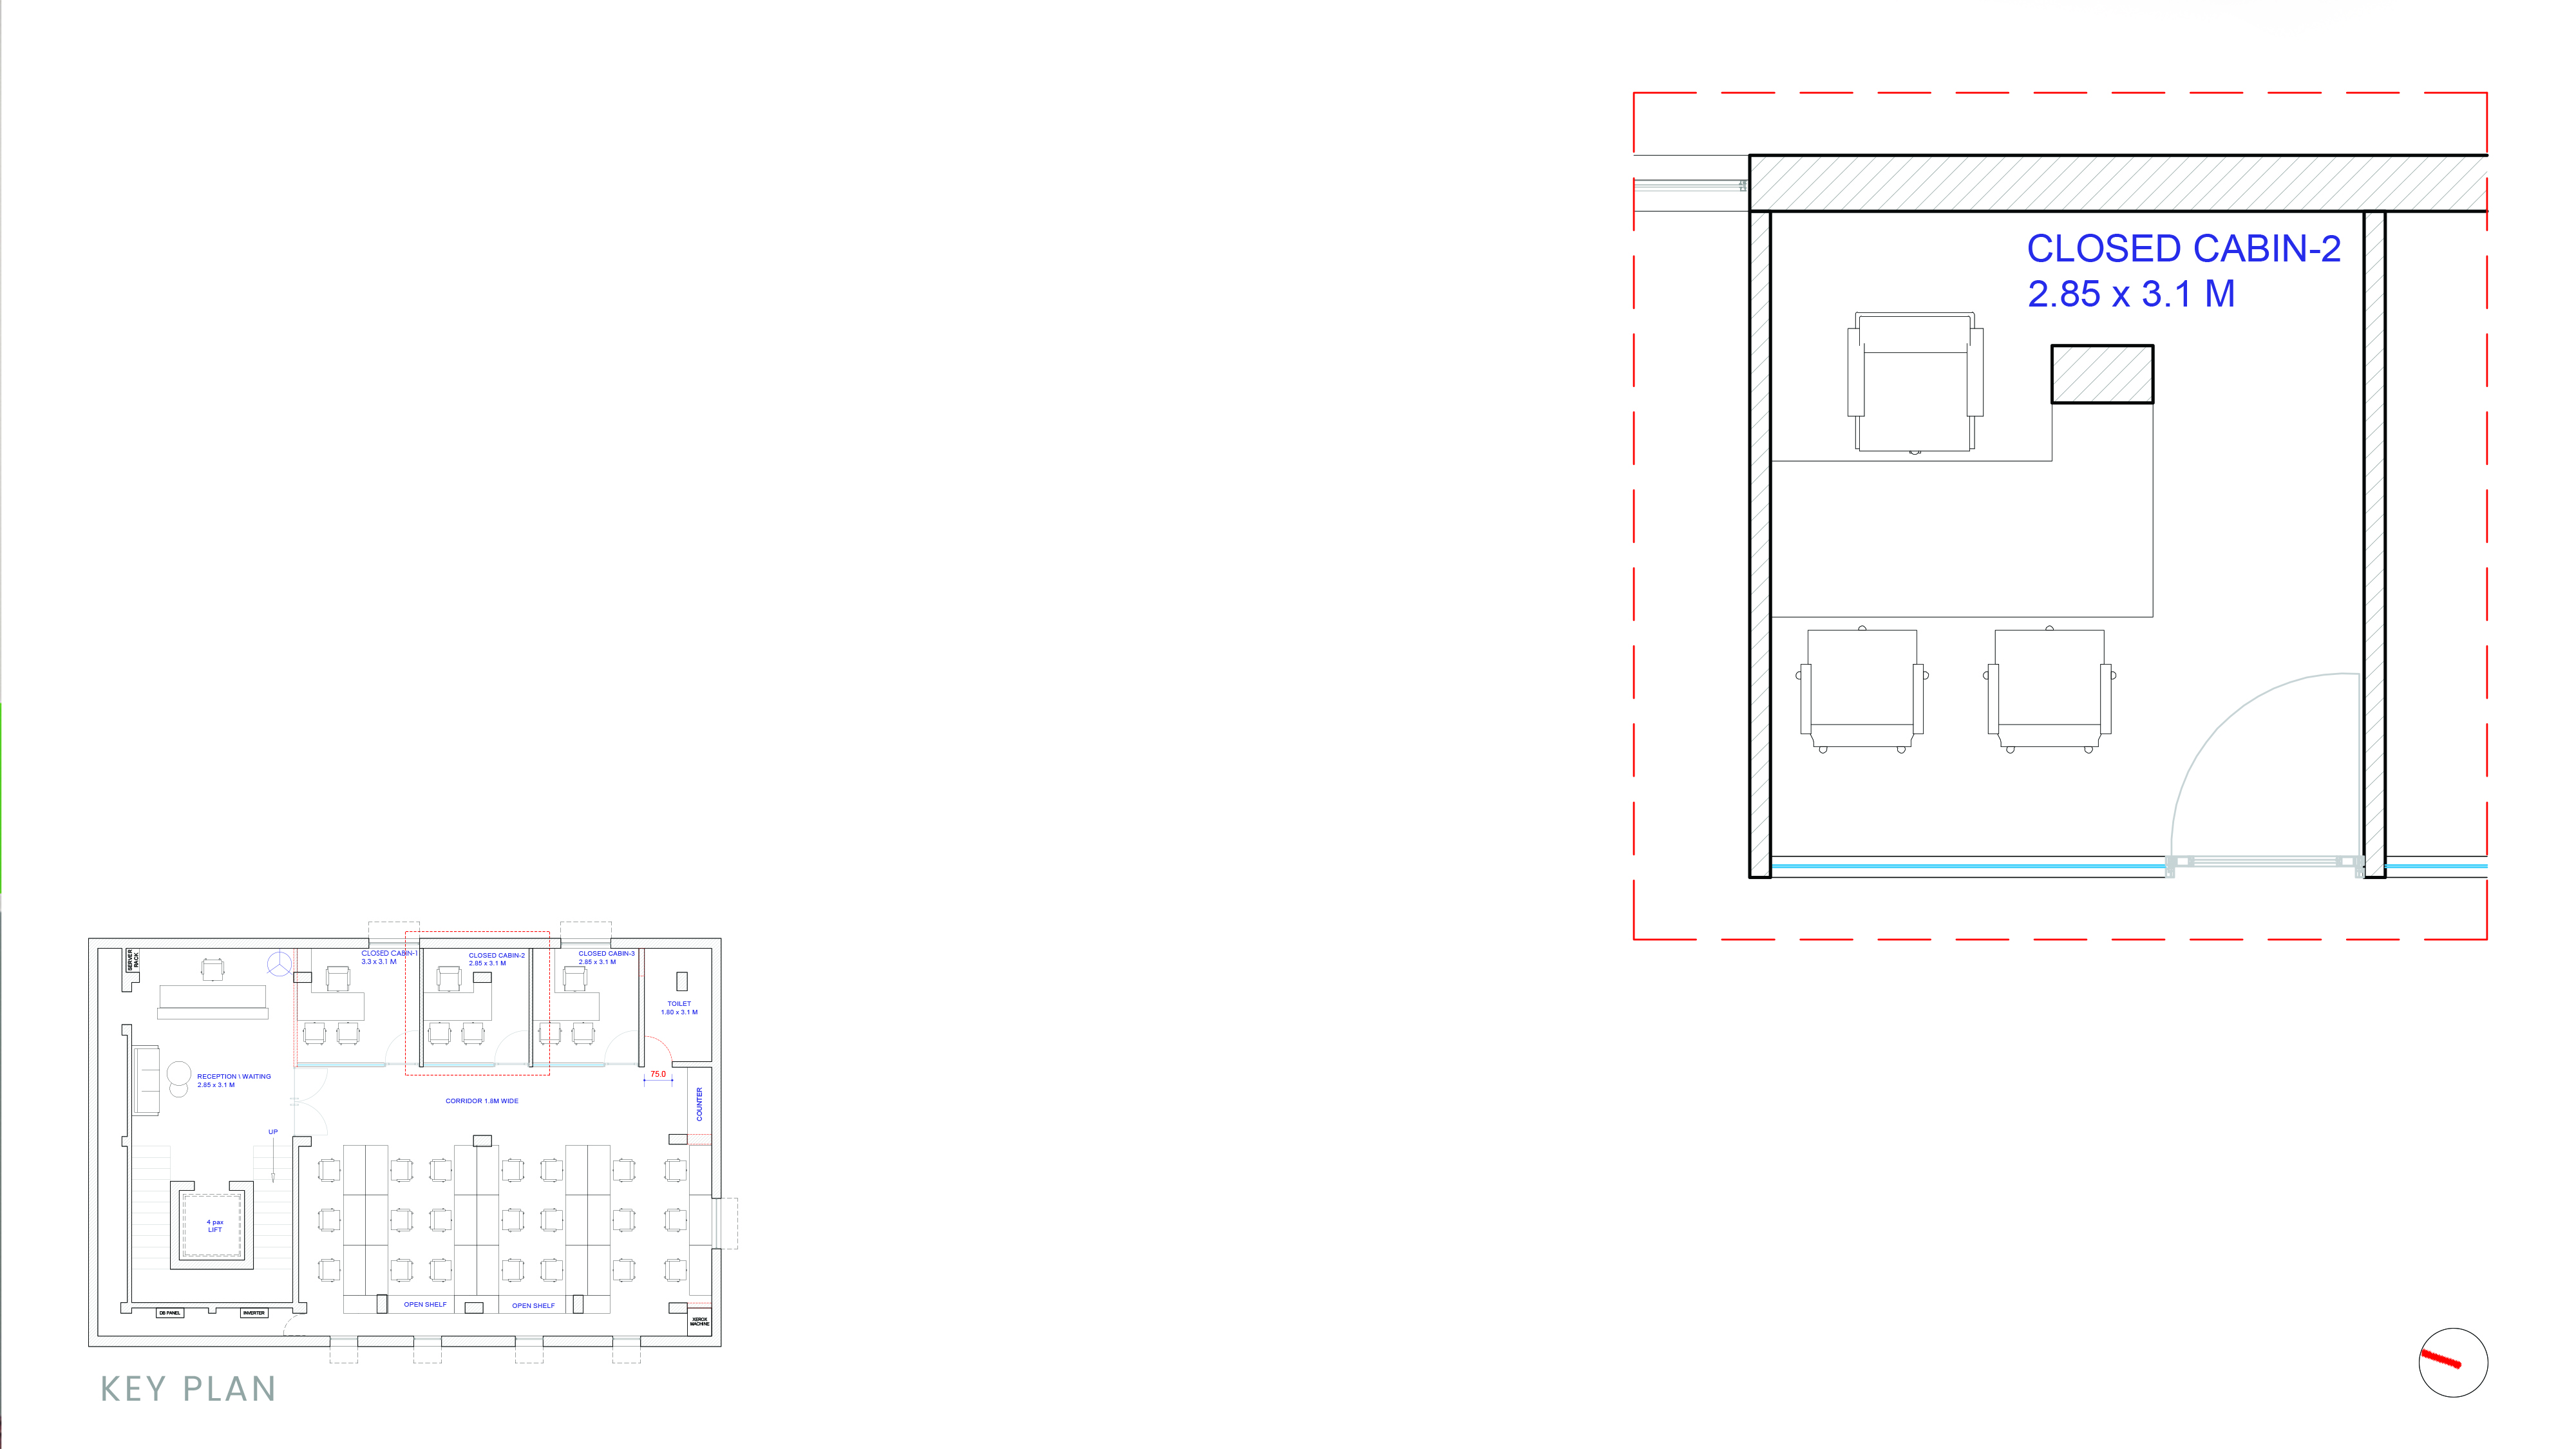 CLOSED CABIN-2
2.85 x 3.1 M
SERVER
RACK
CLOSED CABIN-1
3.3 x 3.1 M
CLOSED CABIN-2
2.85 x 3.1 M
CLOSED CABIN-3
2.85 x 3.1 M
TOILET
1.80 x 3.1 M
RECEPTION \ WAITING
2.85 x 3.1 M
75.0
CORRIDOR 1.8M WIDE
COUNTER
UP
4 pax
LIFT
OPEN SHELF
OPEN SHELF
DB PANEL
INVERTER
XEROX
MACHINE
KEY PLAN